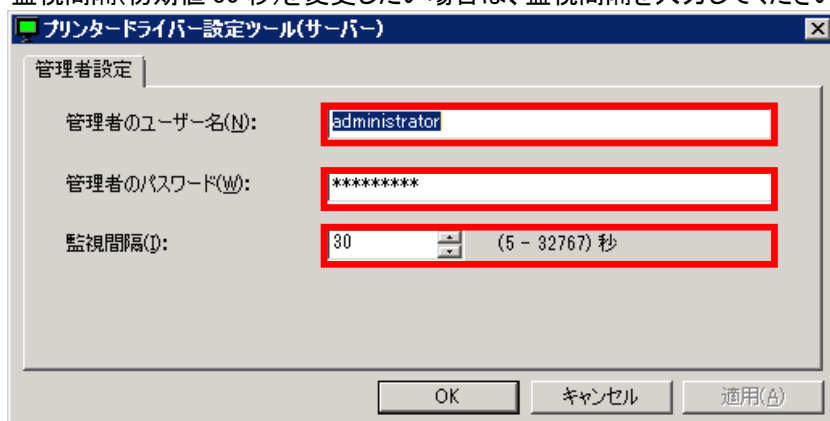 監視間隔(初期値 30 秒)を変更したい場合は、監視間隔を入力してください
プリンタードライバー設定ツール(サーバー)
管理者設定
管理者のユーザー名(N): administrator
管理者のパスワード(W): *********
監視間隔(I): 30 (5 - 32767) 秒
OK キャンセル 適用(A)